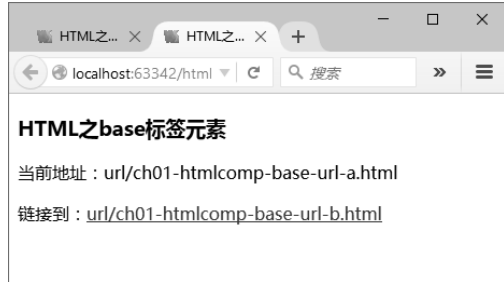 HTML之... HTML之...
localhost:63342/html 搜索
HTML之base标签元素
当前地址：url/ch01-htmlcomp-base-url-a.html
链接到：url/ch01-htmlcomp-base-url-b.html